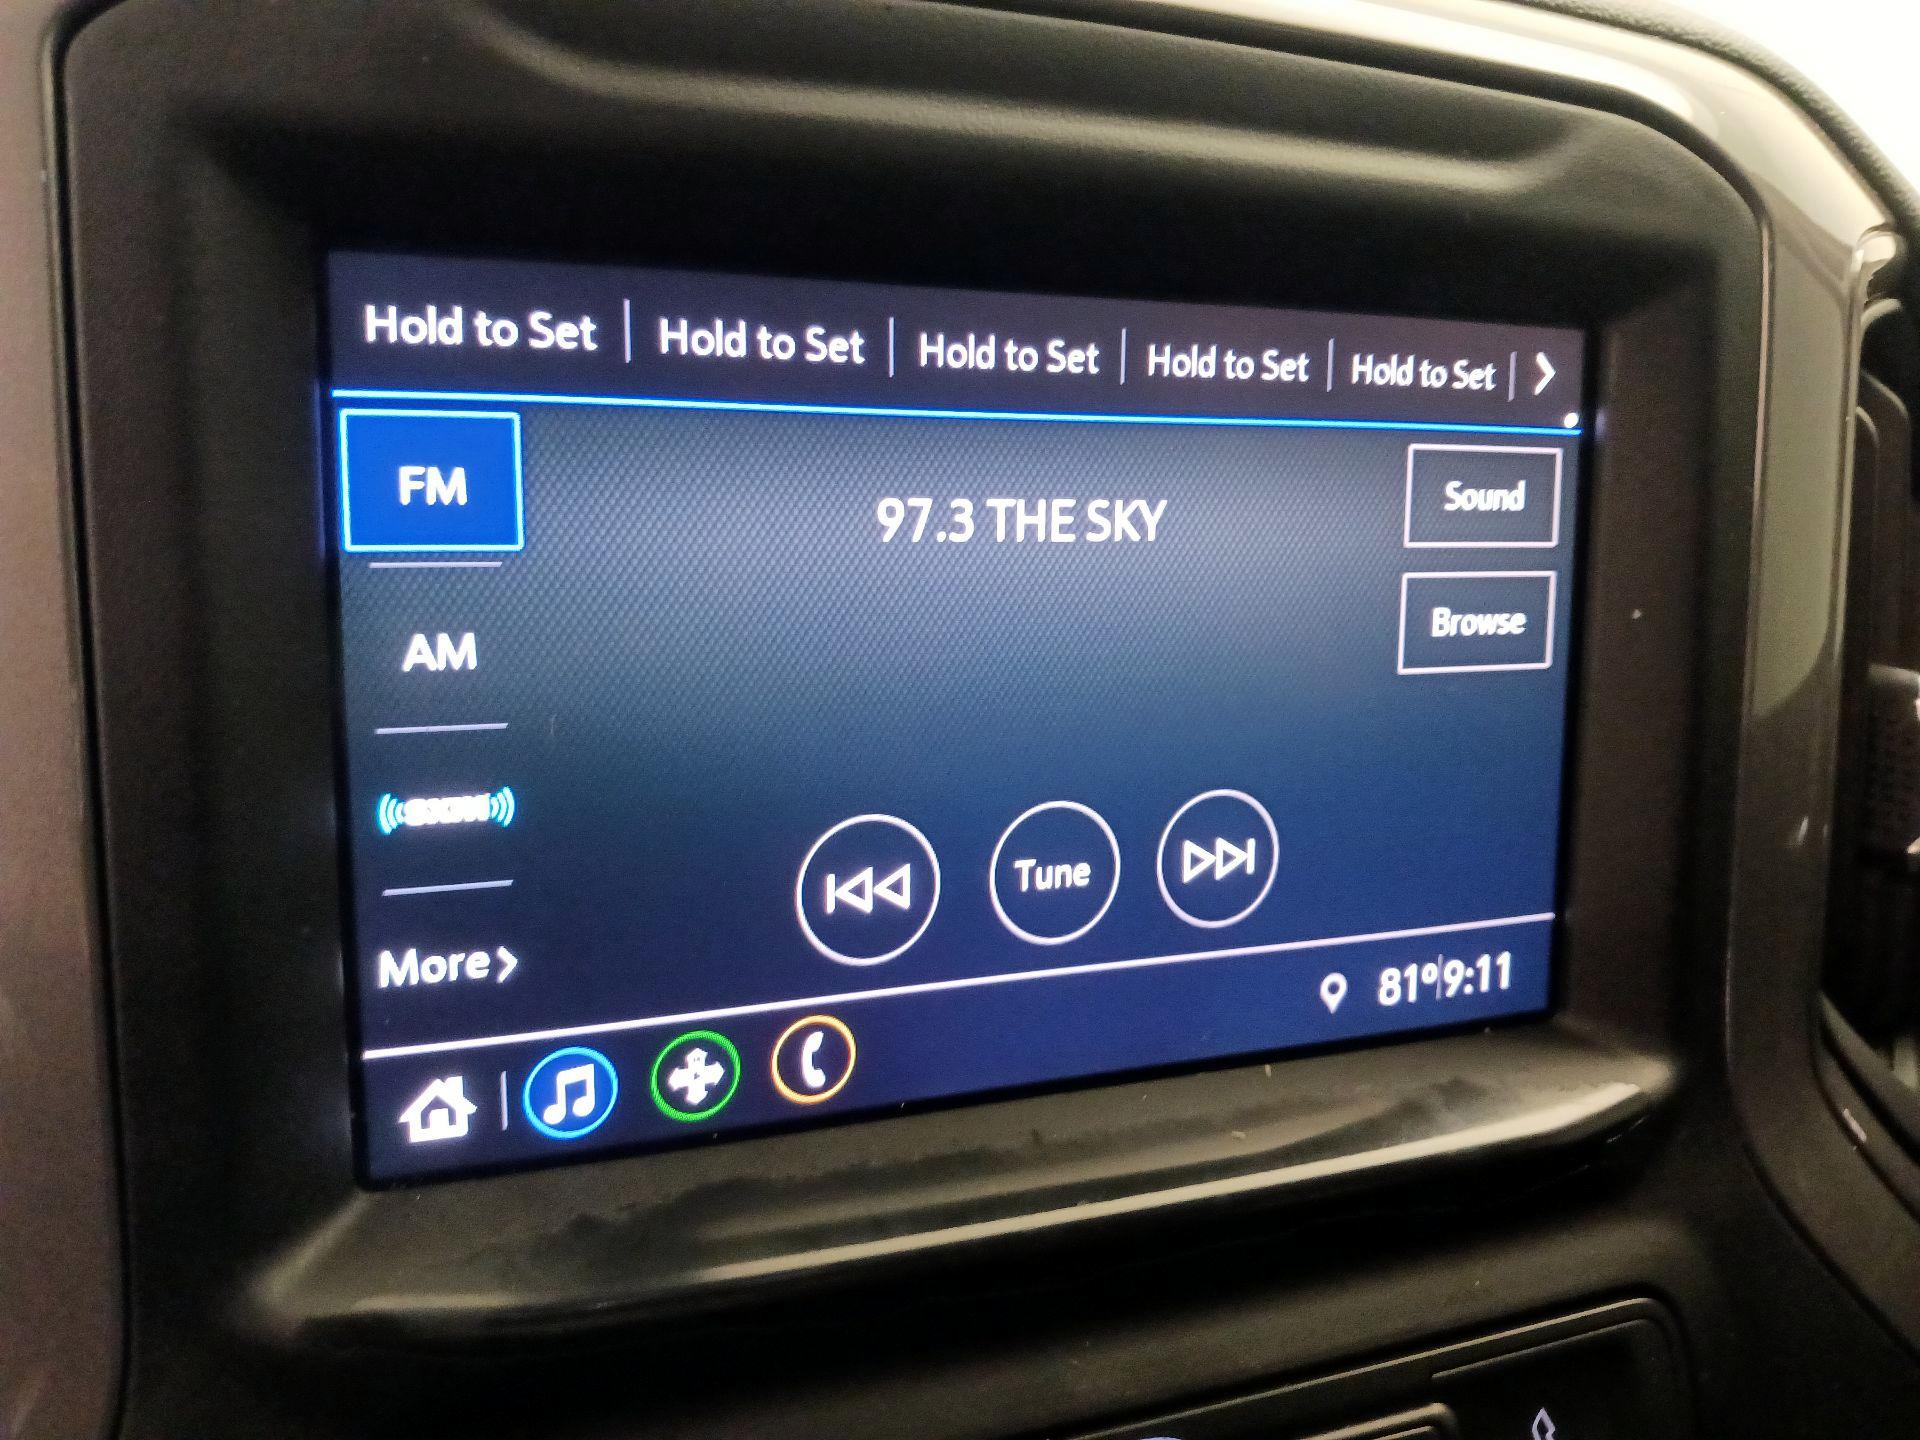 Hold to Set | Hold to Set | Hold to Set | Hold to Set | Hold to Set
FM
97.3 THE SKY
Sound
Browse
AM
Tune
More
81° 9:11